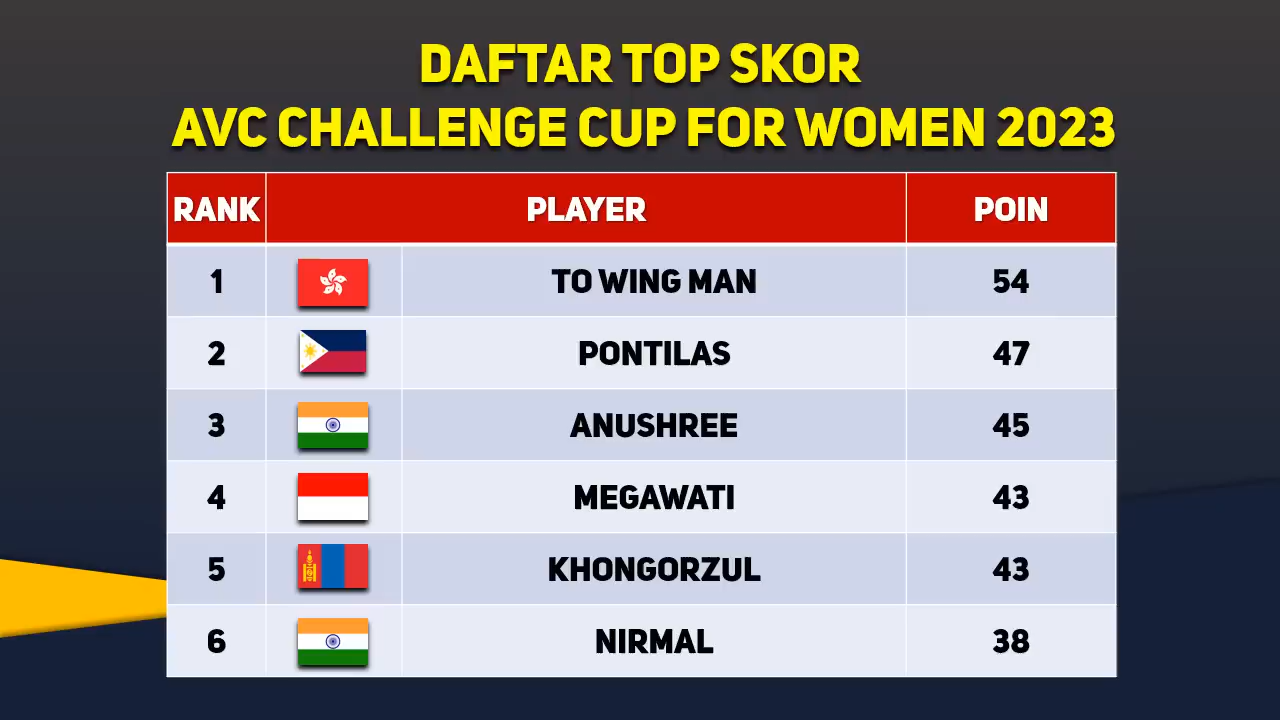 DAFTAR TOP SKOR
AVC CHALLENGE CUP FOR WOMEN 2023
RANK PLAYER POIN
1 TO WING MAN 54
2 PONTILAS 47
3 ANUSHREE 45
4 MEGAWATI 43
5 KHONGORZUL 43
6 NIRMAL 38